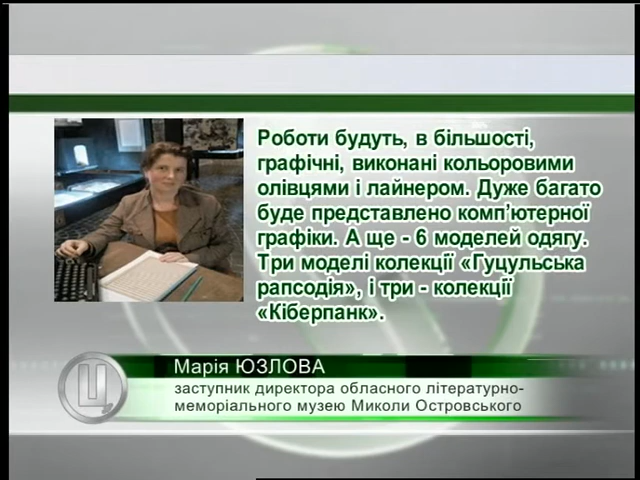 Роботи будуть, в більшості,
графічні, виконані кольоровими
олівцями і лайнером. Дуже багато
буде представлено комп'ютерної
графіки. А ще - 6 моделей одягу.
Три моделі колекції «Гуцульська
рапсодія», і три - колекції
«Кіберпанк».
Марія ЮЗЛОВА
заступник директора обласного літературно-
меморіального музею Миколи Островського
Ц